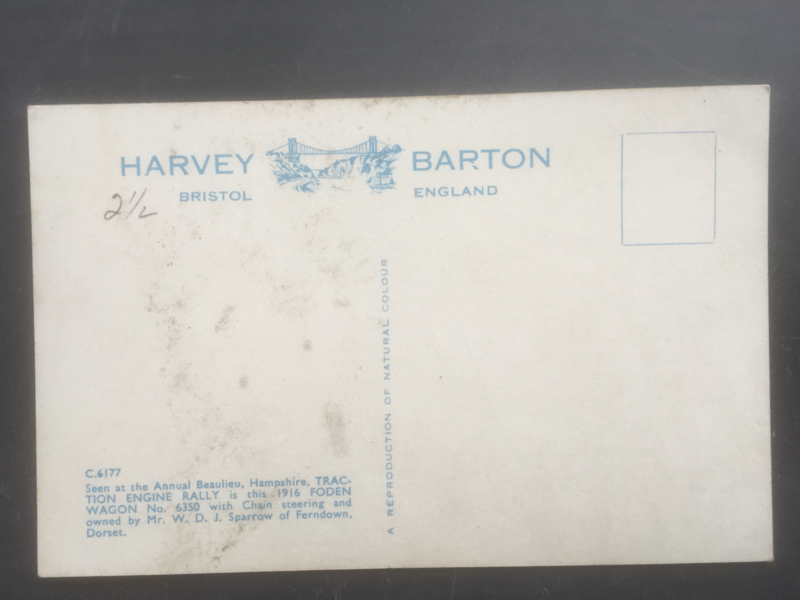 HARVEY BARTON
BRISTOL ENGLAND
2½
A REPRODUCTION OF NATURAL COLOUR
C.6177
Seen at the Annual Beaulieu, Hampshire, TRAC-
TION ENGINE RALLY is this 1916 FODEN
WAGON No. 6350 with Chain steering and
owned by Mr. W. D. J. Sparrow of Ferndown,
Dorset.